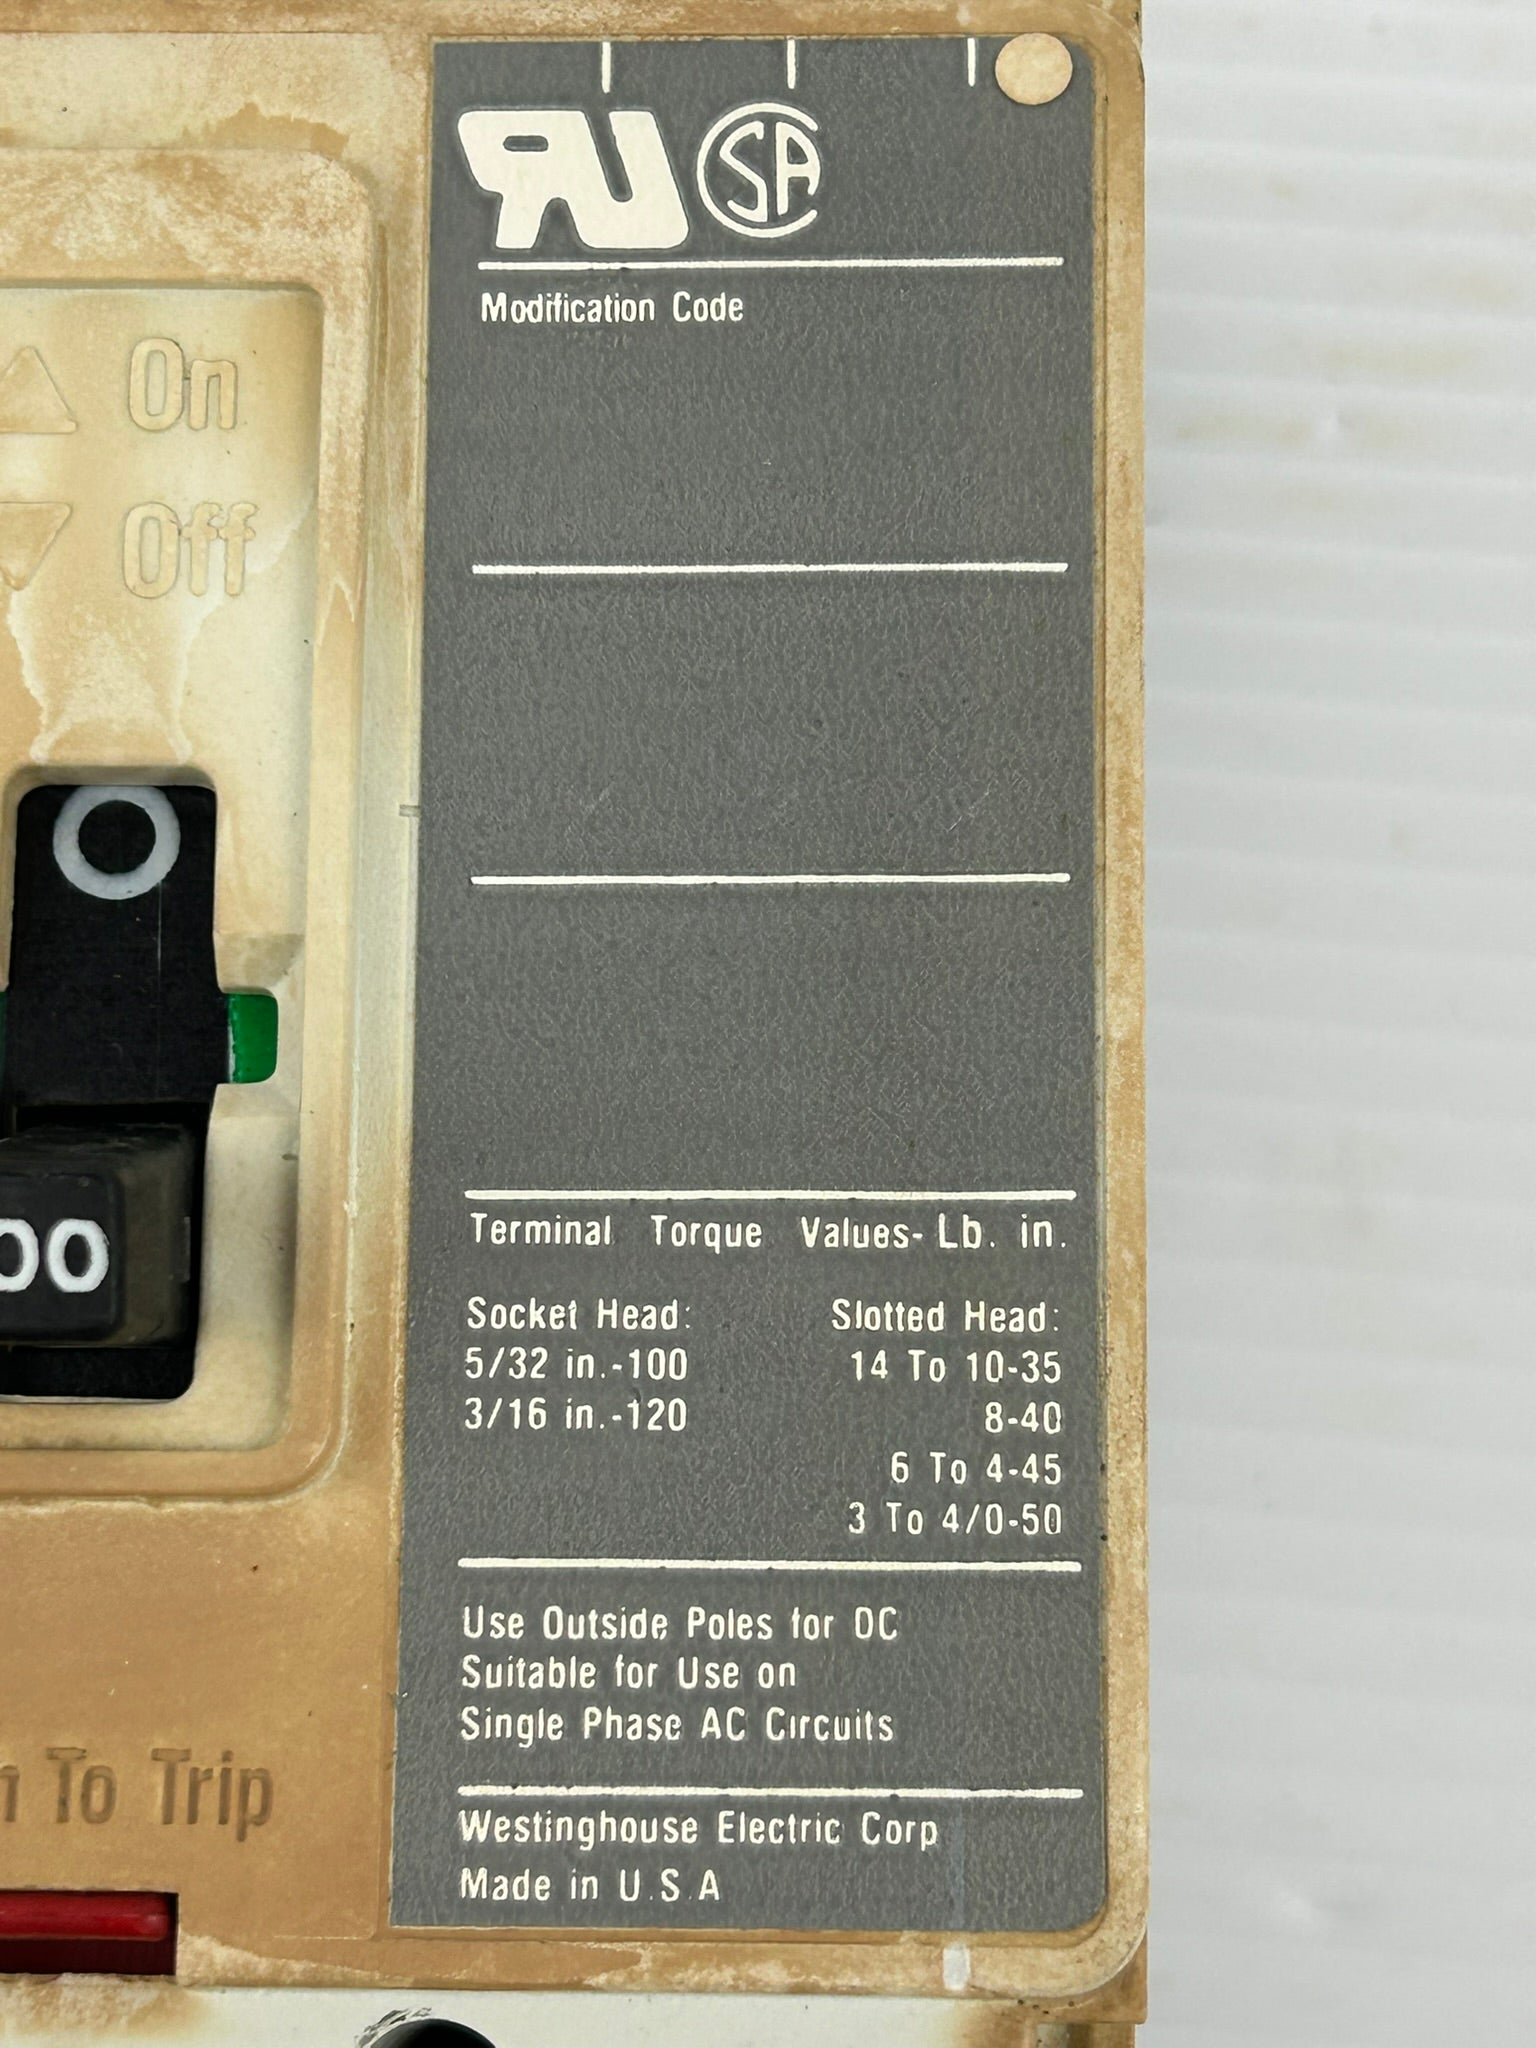 RU SA
Modification Code
On
Off
OO
Terminal Torque Values- Lb. in.
Socket Head: Slotted Head:
5/32 in.-100 14 To 10-35
3/16 in.-120 8-40
6 To 4-45
3 To 4/0-50
Use Outside Poles for DC
Suitable for Use on
Single Phase AC Circuits
To Trip
Westinghouse Electric Corp
Made in U.S.A